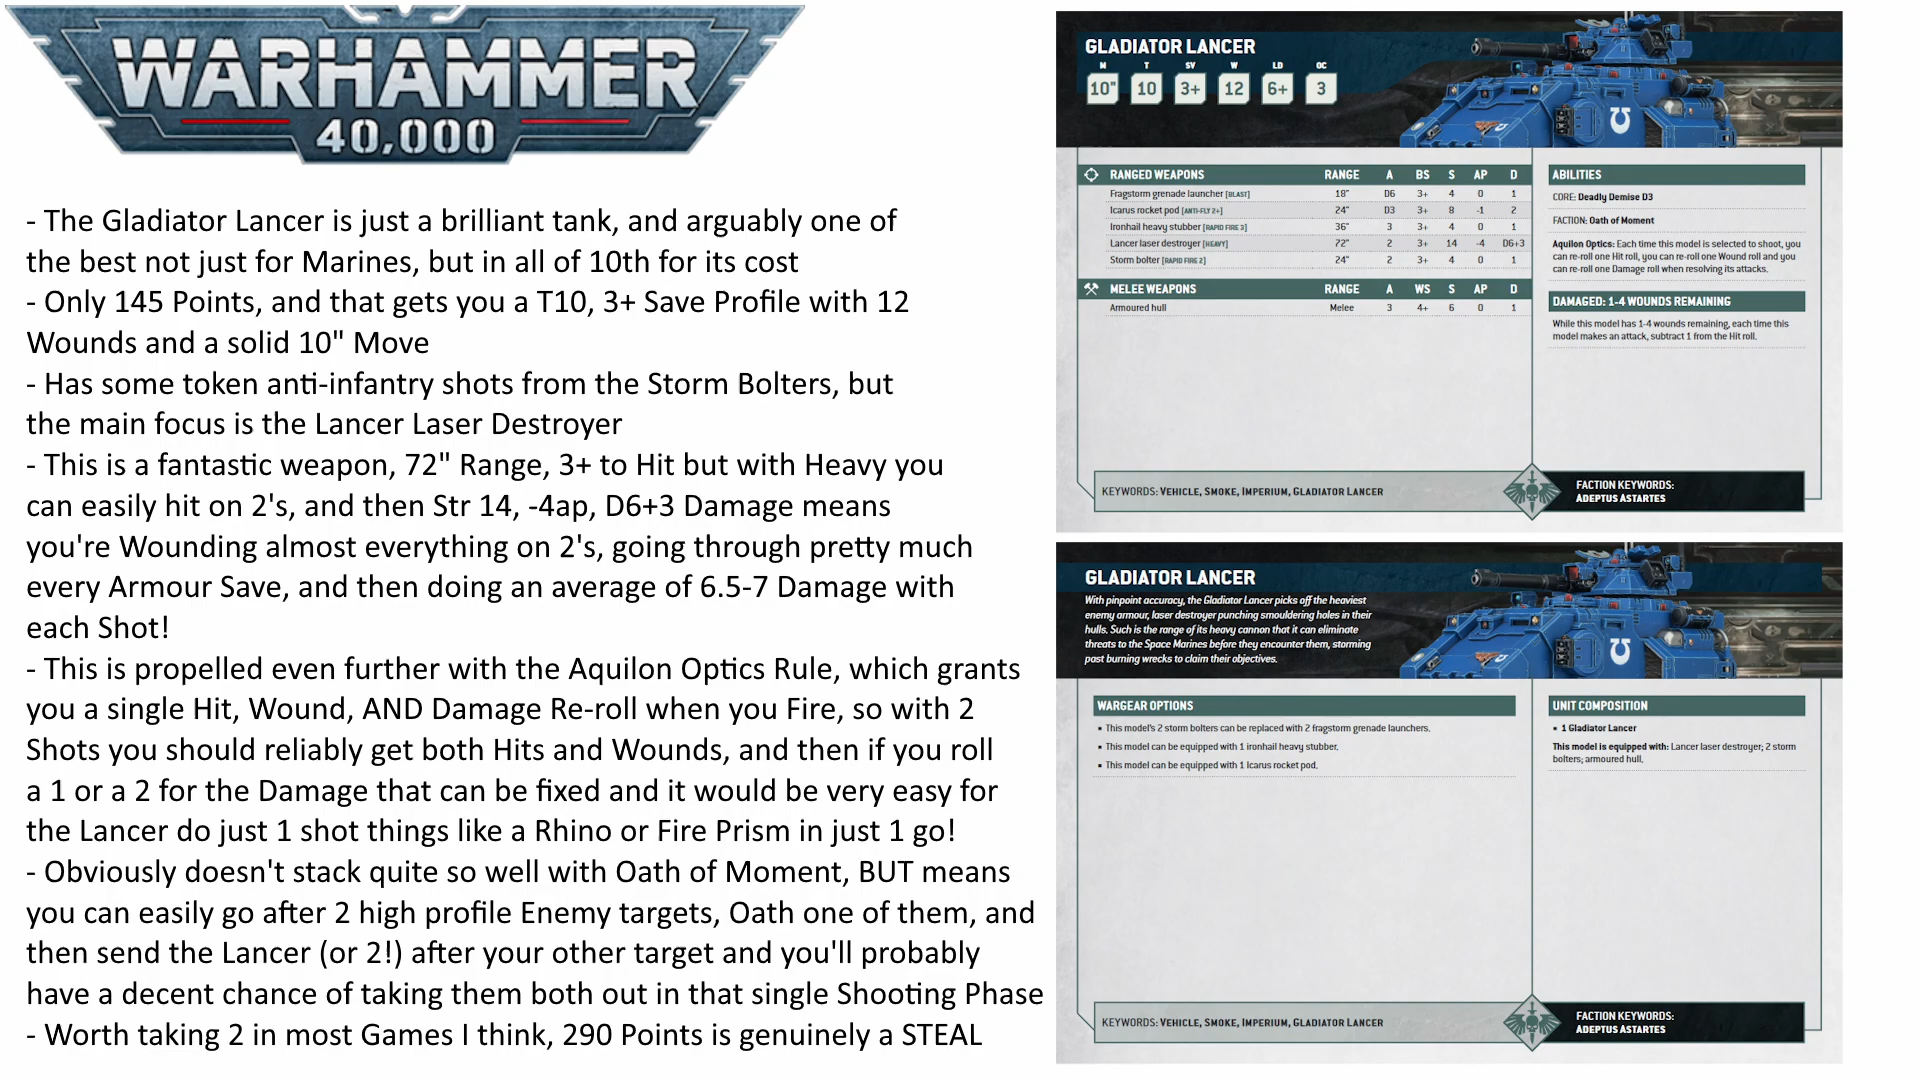 WARHAMMER
40,000
- The Gladiator Lancer is just a brilliant tank, and arguably one of
the best not just for Marines, but in all of 10th for its cost
- Only 145 Points, and that gets you a T10, 3+ Save Profile with 12
Wounds and a solid 10" Move
- Has some token anti-infantry shots from the Storm Bolters, but
the main focus is the Lancer Laser Destroyer
- This is a fantastic weapon, 72" Range, 3+ to Hit but with Heavy you
can easily hit on 2's, and then Str 14, -4ap, D6+3 Damage means
you're Wounding almost everything on 2's, going through pretty much
every Armour Save, and then doing an average of 6.5-7 Damage with
each Shot!
- This is propelled even further with the Aquilon Optics Rule, which grants
you a single Hit, Wound, AND Damage Re-roll when you Fire, so with 2
Shots you should reliably get both Hits and Wounds, and then if you roll
a 1 or a 2 for the Damage that can be fixed and it would be very easy for
the Lancer do just 1 shot things like a Rhino or Fire Prism in just 1 go!
- Obviously doesn't stack quite so well with Oath of Moment, BUT means
you can easily go after 2 high profile Enemy targets, Oath one of them, and
then send the Lancer (or 2!) after your other target and you'll probably
have a decent chance of taking them both out in that single Shooting Phase
- Worth taking 2 in most Games I think, 290 Points is genuinely a STEAL
GLADIATOR LANCER
M T SV W LD OC
10" 10 3+ 12 6+ 3
RANGED WEAPONS RANGE A BS S AP D
Fragstorm grenade launcher [BLAST] 18" D6 3+ 4 0 1
Icarus rocket pod [ANTI-FLY 2+] 24" D3 3+ 8 -1 2
Ironhail heavy stubber [RAPID FIRE 3] 36" 3 3+ 4 0 1
Lancer laser destroyer [HEAVY] 72" 2 3+ 14 -4 D6+3
Storm bolter [RAPID FIRE 2] 24" 2 3+ 4 0 1
MELEE WEAPONS RANGE A WS S AP D
Armoured hull Melee 3 4+ 6 0 1
ABILITIES
CORE: Deadly Demise D3
FACTION: Oath of Moment
Aquilon Optics: Each time this model is selected to shoot, you
can re-roll one Hit roll, you can re-roll one Wound roll and you
can re-roll one Damage roll when resolving its attacks.
DAMAGED: 1-4 WOUNDS REMAINING
While this model has 1-4 wounds remaining, each time this
model makes an attack, subtract 1 from the Hit roll.
KEYWORDS: VEHICLE, SMOKE, IMPERIUM, GLADIATOR LANCER
FACTION KEYWORDS:
ADEPTUS ASTARTES
GLADIATOR LANCER
With pinpoint accuracy, the Gladiator Lancer picks off the heaviest
enemy armour, laser destroyer punching smouldering holes in their
hulls. Such is the range of its heavy cannon that it can eliminate
threats to the Space Marines before they encounter them, storming
past burning wrecks to claim their objectives.
WARGEAR OPTIONS
▪ This model's 2 storm bolters can be replaced with 2 fragstorm grenade launchers.
▪ This model can be equipped with 1 ironhail heavy stubber.
▪ This model can be equipped with 1 Icarus rocket pod.
UNIT COMPOSITION
▪ 1 Gladiator Lancer
This model is equipped with: Lancer laser destroyer; 2 storm
bolters; armoured hull.
KEYWORDS: VEHICLE, SMOKE, IMPERIUM, GLADIATOR LANCER
FACTION KEYWORDS:
ADEPTUS ASTARTES